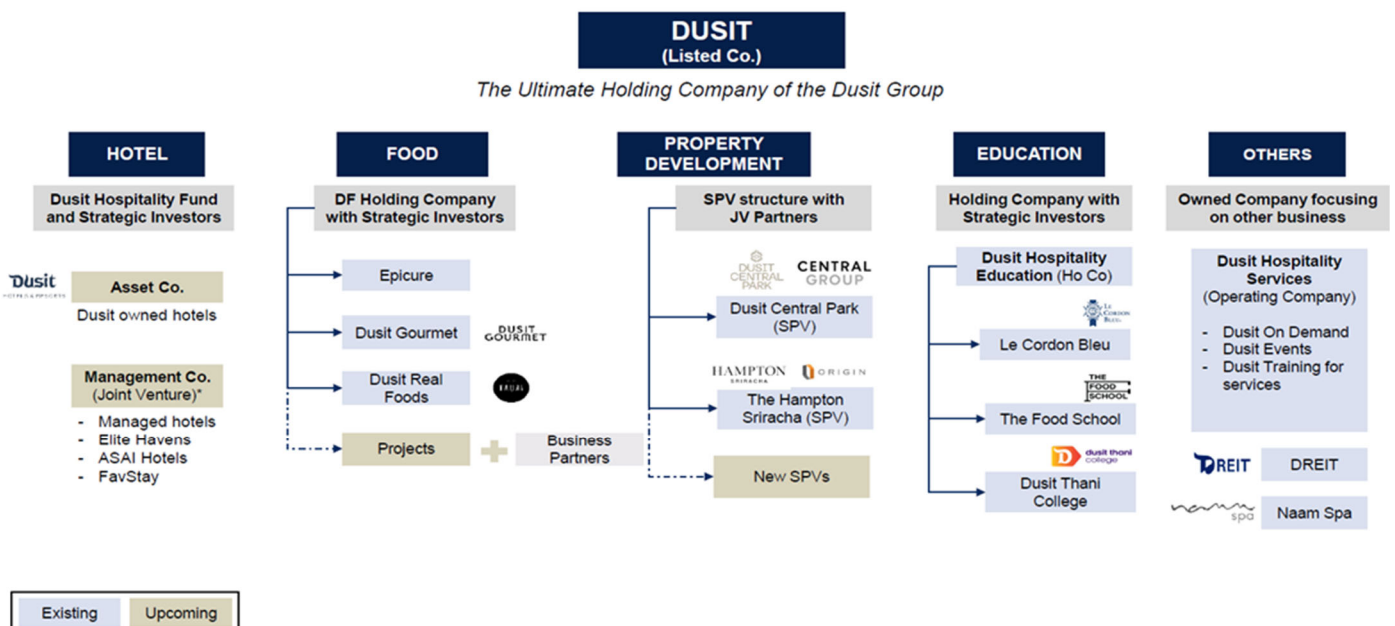 DUSIT
(Listed Co.)
The Ultimate Holding Company of the Dusit Group
HOTEL
Dusit Hospitality Fund
and Strategic Investors
Dusit
HOTELS & RESORTS
Asset Co.
Dusit owned hotels
Management Co.
(Joint Venture)*
- Managed hotels
- Elite Havens
- ASAI Hotels
- FavStay
FOOD
DF Holding Company
with Strategic Investors
Epicure
Dusit Gourmet
DUSIT
GOURMET
Dusit Real
Foods
Projects
Business
Partners
PROPERTY
DEVELOPMENT
SPV structure with
JV Partners
DUSIT
CENTRAL
PARK
CENTRAL
GROUP
Dusit Central Park
(SPV)
HAMPTON
SRIRACHA
ORIGIN
The Hampton
Sriracha (SPV)
New SPVs
EDUCATION
Holding Company with
Strategic Investors
Dusit Hospitality
Education (Ho Co)
LE
CORDON
BLEU
Le Cordon Bleu
THE
FOOD
SCHOOL
The Food School
dusit thani
college
Dusit Thani
College
OTHERS
Owned Company focusing
on other business
Dusit Hospitality
Services
(Operating Company)
- Dusit On Demand
- Dusit Events
- Dusit Training for
services
DREIT
DREIT
spa
Naam Spa
Existing
Upcoming